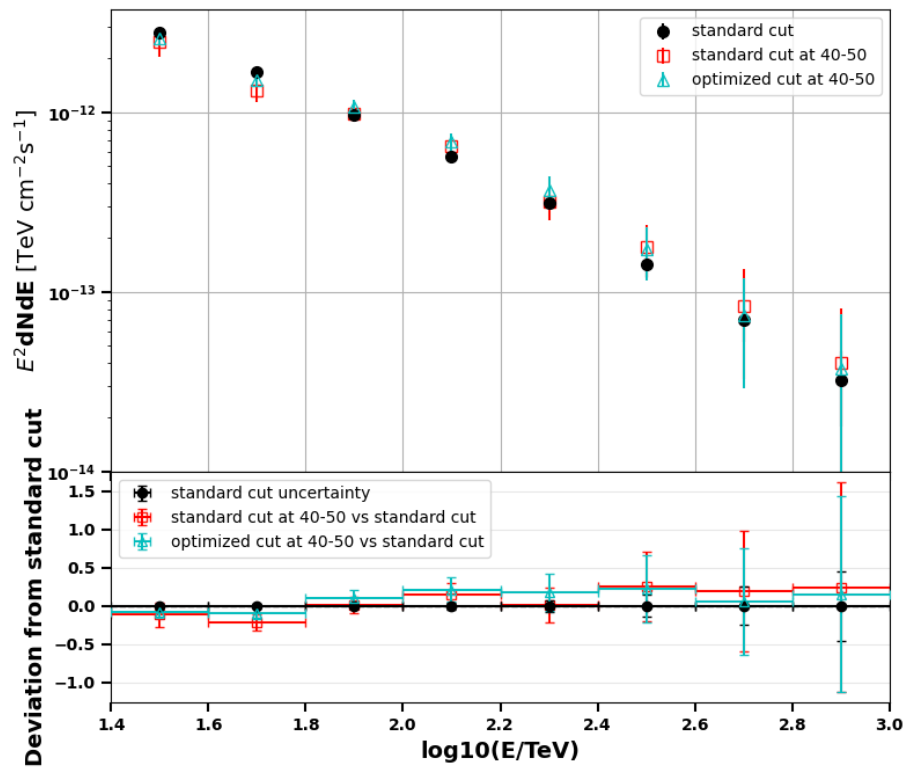 standard cut
standard cut at 40-50
optimized cut at 40-50
E²dNdE [TeV cm⁻²s⁻¹]
10⁻¹²
10⁻¹³
10⁻¹⁴
standard cut uncertainty
standard cut at 40-50 vs standard cut
optimized cut at 40-50 vs standard cut
Deviation from standard cut
1.5
1.0
0.5
0.0
−0.5
−1.0
1.4 1.6 1.8 2.0 2.2 2.4 2.6 2.8 3.0
log10(E/TeV)